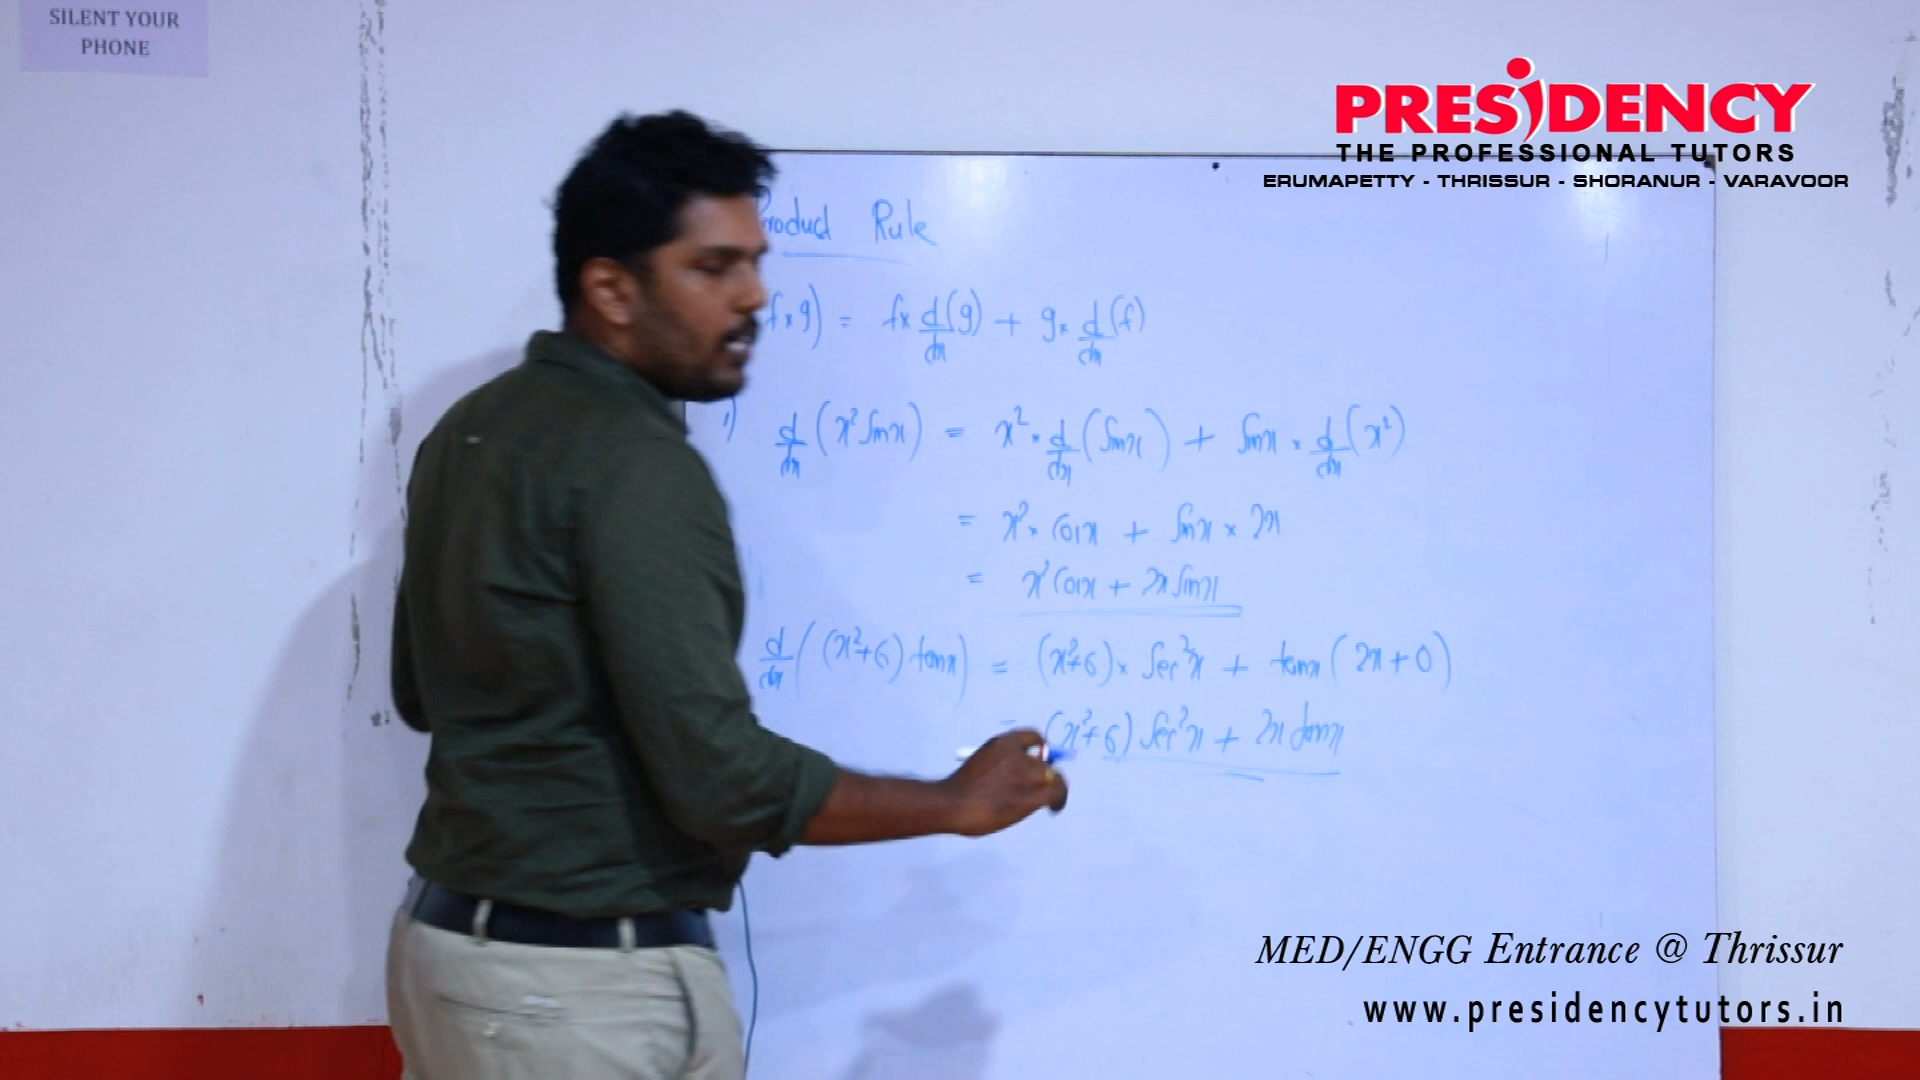 SILENT YOUR
PHONE
PRESiDENCY
THE PROFESSIONAL TUTORS
ERUMAPETTY - THRISSUR - SHORANUR - VARAVOOR
Product Rule
f × g) = f × d/dx (g) + g × d/dx (f)
1) d/dx (x² Sinx) = x² × d/dx (Sinx) + Sinx × d/dx (x²)
= x² × Cosx + Sinx × 2x
= x² Cosx + 2x Sinx
d/dx ((x²+6) tanx) = (x²+6) × Sec²x + tanx (2x+0)
= (x²+6) Sec²x + 2x tanx
MED/ENGG Entrance @ Thrissur
www.presidencytutors.in